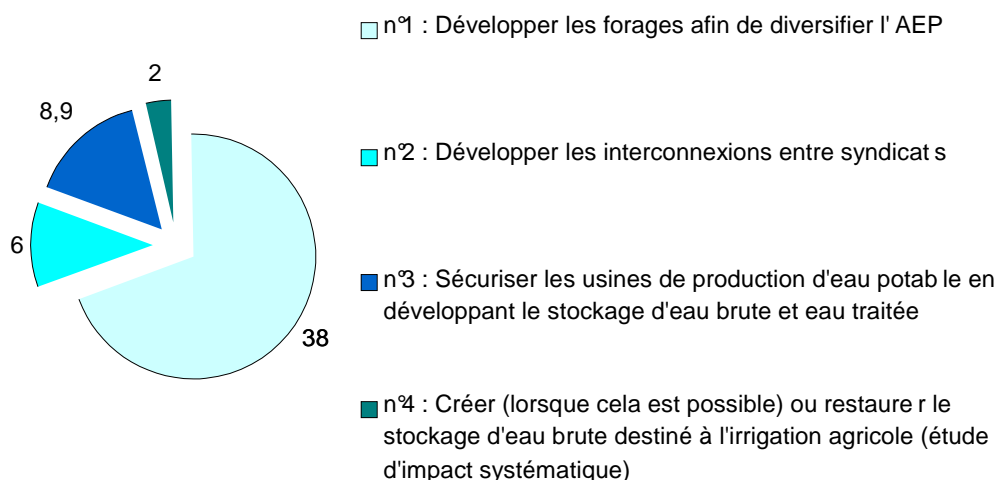 n°1 : Développer les forages afin de diversifier l' AEP
2
8,9
n°2 : Développer les interconnexions entre syndicat s
6
n°3 : Sécuriser les usines de production d'eau potab le en
développant le stockage d'eau brute et eau traitée
38
n°4 : Créer (lorsque cela est possible) ou restaure r le
stockage d'eau brute destiné à l'irrigation agricole (étude
d'impact systématique)